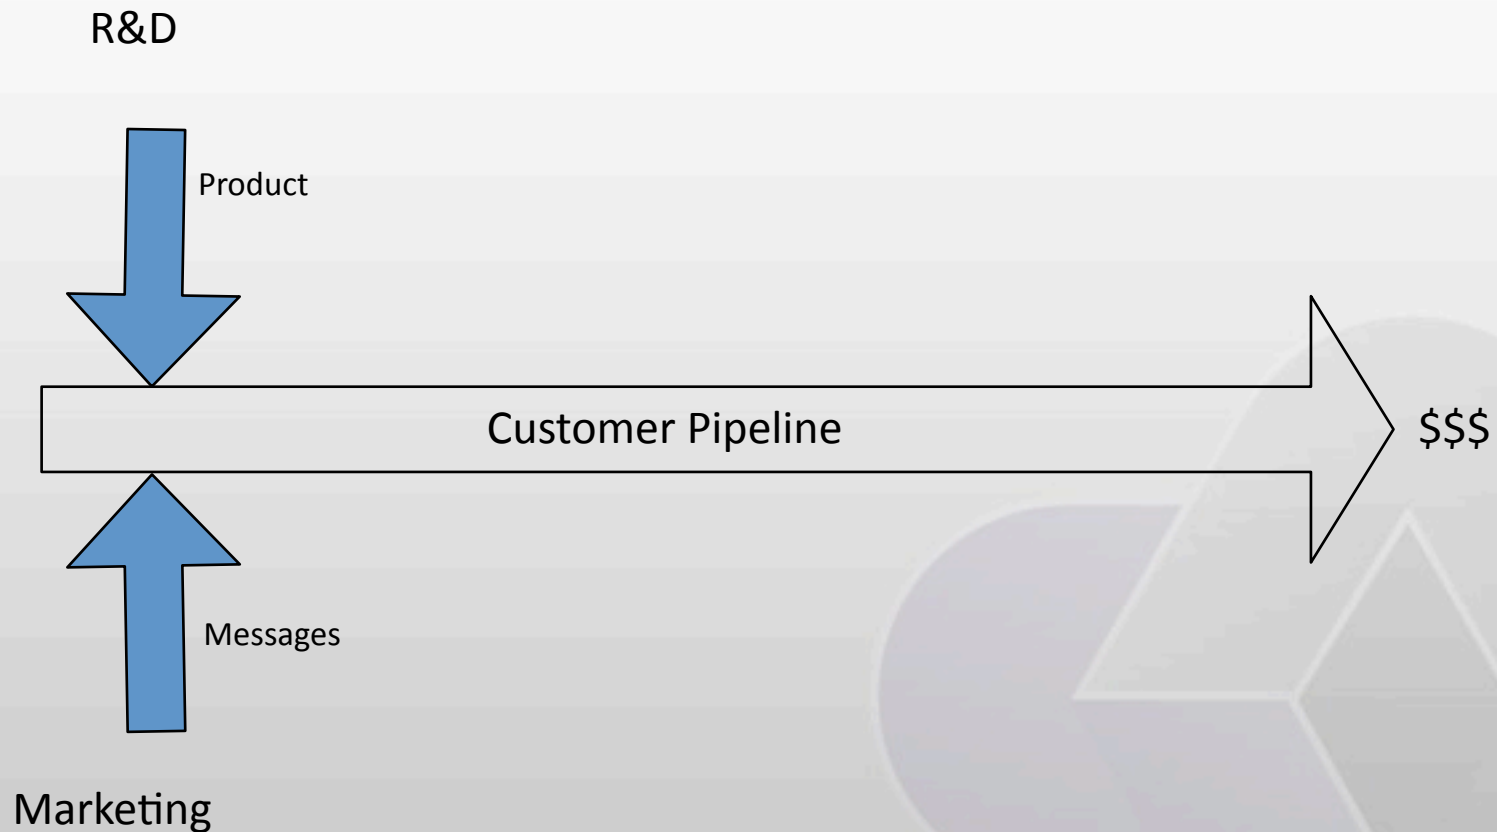 R&D
Product
Customer Pipeline
$$$
Messages
Marketing